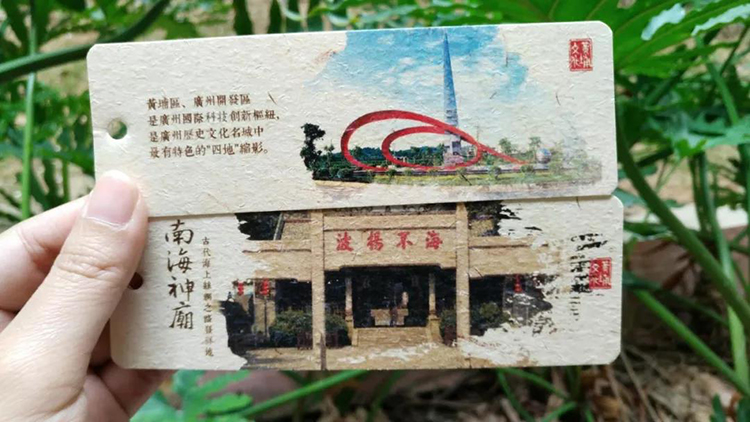 黃埔區、廣州開發區
是廣州國際科技創新樞紐，
是廣州歷史文化名城中
最有特色的"四地"縮影。
南海神廟
古代海上絲綢之路發祥地
海不揚波